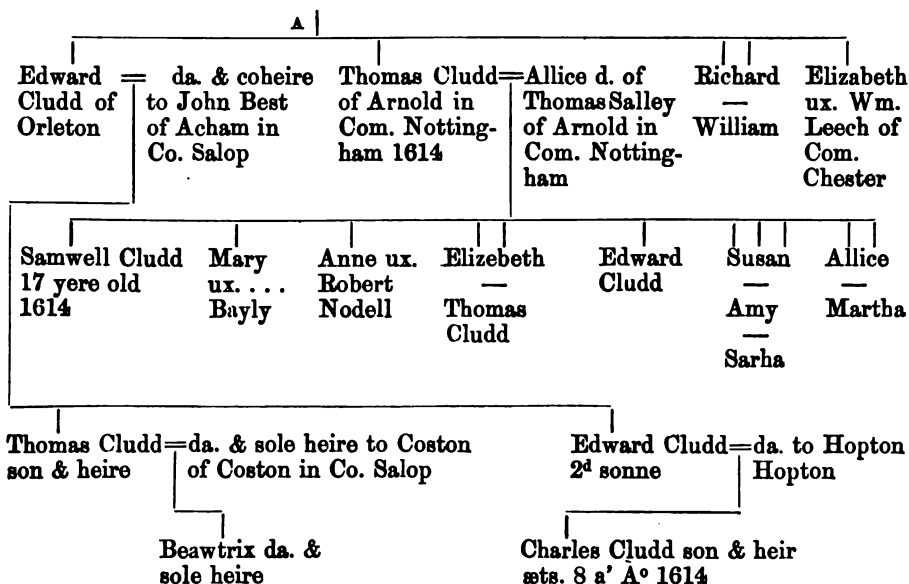 A
Edward
Cludd of
Orleton
=
da. & coheire
to John Best
of Acham in
Co. Salop
Thomas Cludd
of Arnold in
Com. Notting-
ham 1614
=
Allice d. of
Thomas Salley
of Arnold in
Com. Notting-
ham
Richard
—
William
Elizabeth
ux. Wm.
Leech of
Com.
Chester
Samwell Cludd
17 yere old
1614
Mary
ux. . . .
Bayly
Anne ux.
Robert
Nodell
Elizebeth
—
Thomas
Cludd
Edward
Cludd
Susan
—
Amy
—
Sarha
Allice
—
Martha
Thomas Cludd=da. & sole heire to Coston
son & heire of Coston in Co. Salop
Edward Cludd=da. to Hopton
2d sonne Hopton
Beawtrix da. &
sole heire
Charles Cludd son & heir
æts. 8 a' Ào 1614